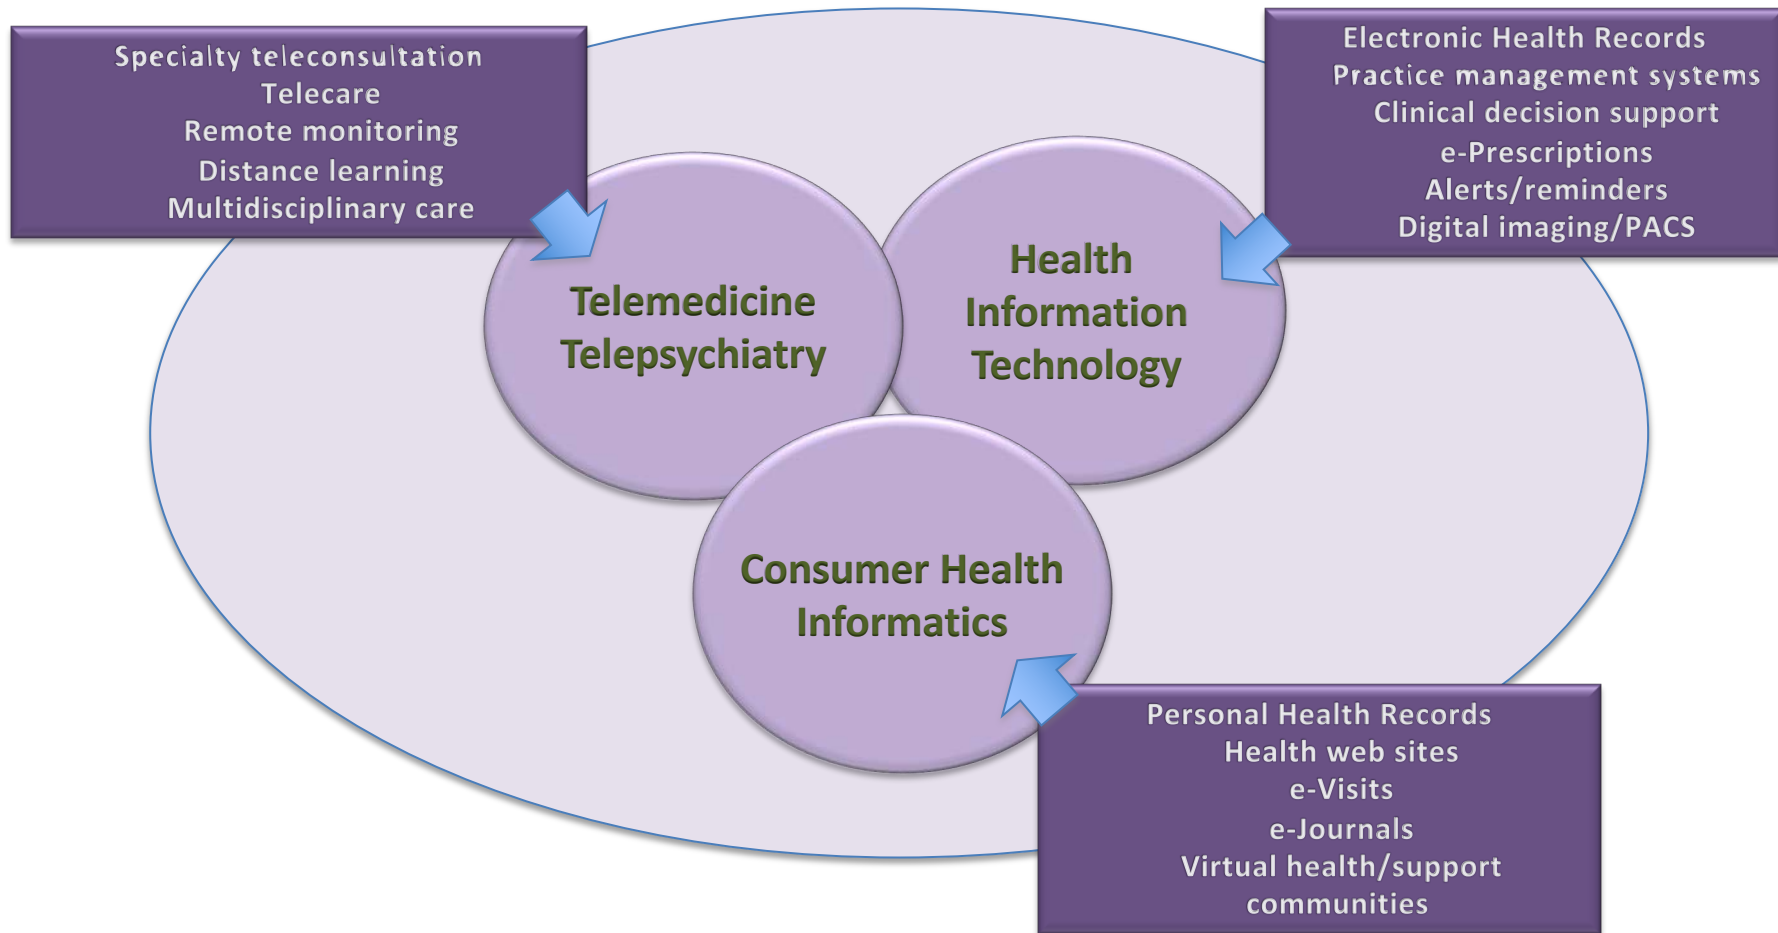 Specialty teleconsultation
Telecare
Remote monitoring
Distance learning
Multidisciplinary care
Electronic Health Records
Practice management systems
Clinical decision support
e-Prescriptions
Alerts/reminders
Digital imaging/PACS
Telemedicine
Telepsychiatry
Health
Information
Technology
Consumer Health
Informatics
Personal Health Records
Health web sites
e-Visits
e-Journals
Virtual health/support
communities